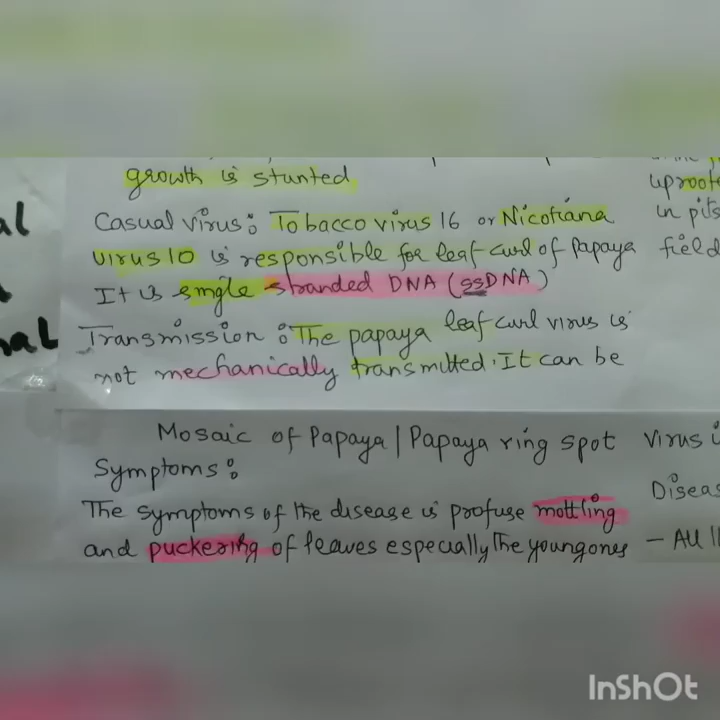 growth is stunted
Casual virus: Tobacco virus 16 or Nicotiana
virus 10 is responsible for leaf curl of Papaya
It is single stranded DNA (ssDNA)
Transmission: The papaya leaf curl virus is
not mechanically transmitted. It can be
Mosaic of Papaya | Papaya ring spot virus
Symptoms:
The symptoms of the disease is profuse mottling
and puckering of leaves especially The young ones
al
nal
uproote
in pits
field
Diseas
- All
InShOt